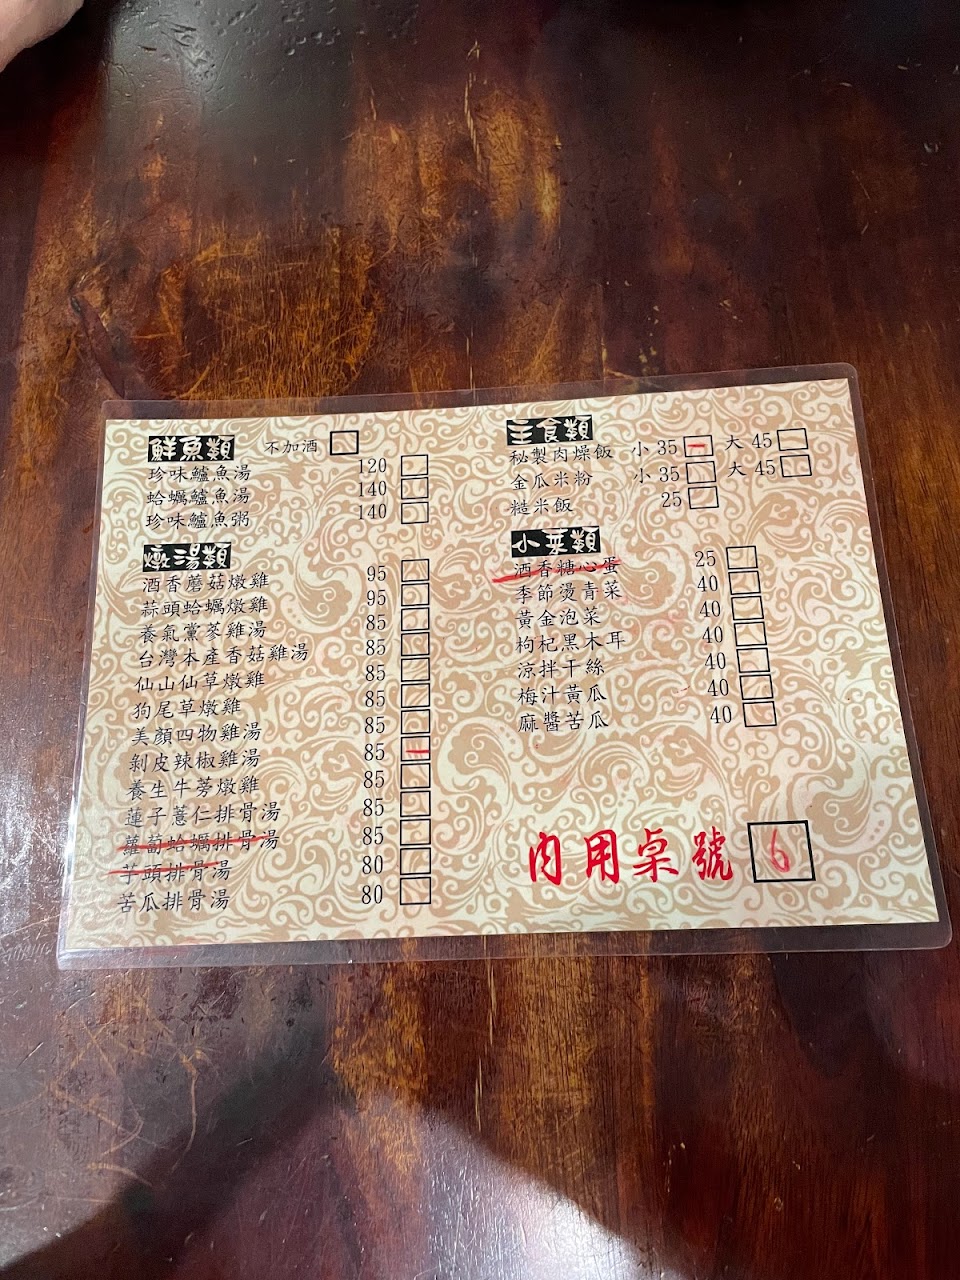 鮮魚類 不加酒
珍味鱸魚湯 120
蛤蠣鱸魚湯 140
珍味鱸魚粥 140
燉湯類
酒香蘑菇燉雞 95
蒜頭蛤蠣燉雞 95
養氣黨蔘雞湯 85
台灣本產香菇雞湯 85
仙山仙草燉雞 85
狗尾草燉雞 85
美顏四物雞湯 85
剝皮辣椒雞湯 85 一
養生牛蒡燉雞 85
蓮子薏仁排骨湯 85
蘿蔔蛤蠣排骨湯 85
芋頭排骨湯 80
苦瓜排骨湯 80
主食類
秘製肉燥飯 小 35 一 大 45
金瓜米粉 小 35 大 45
糙米飯 25
小菜類
酒香糖心蛋 25
季節燙青菜 40
黃金泡菜 40
枸杞黑木耳 40
涼拌干絲 40
梅汁黃瓜 40
麻醬苦瓜 40
內用桌號 6